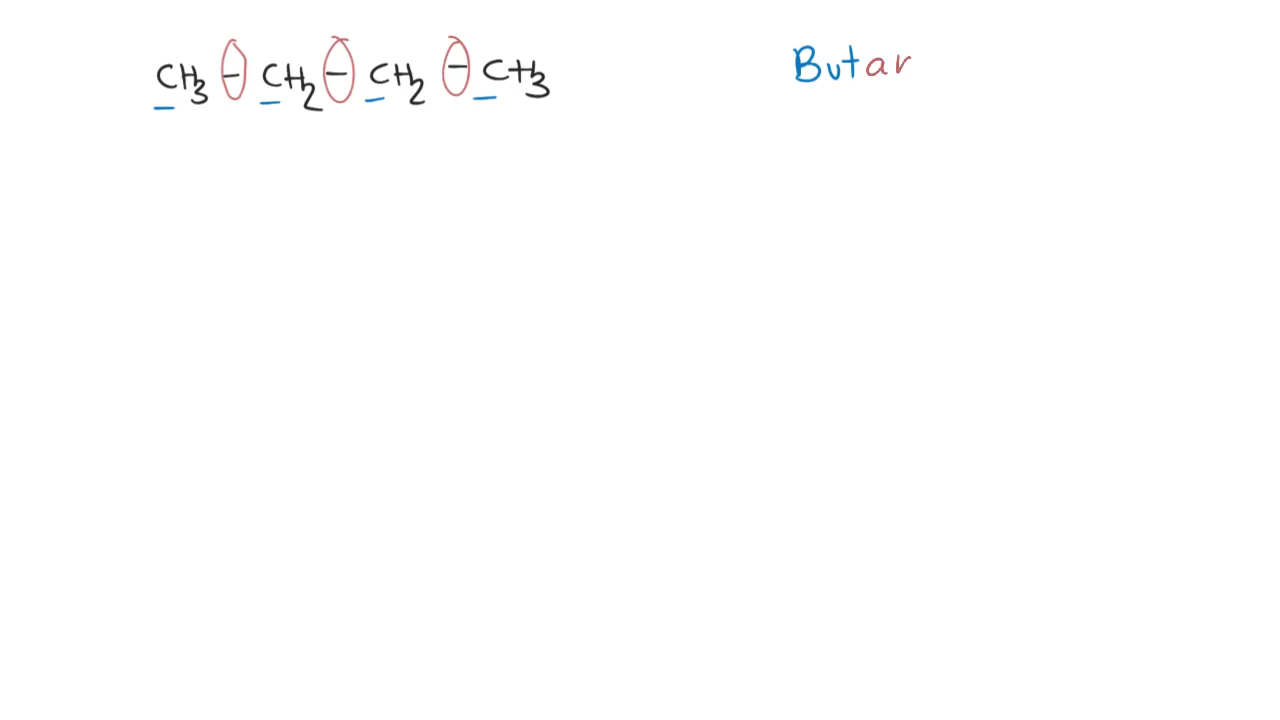 CH₃ – CH₂ – CH₂ – CH₃ Butar